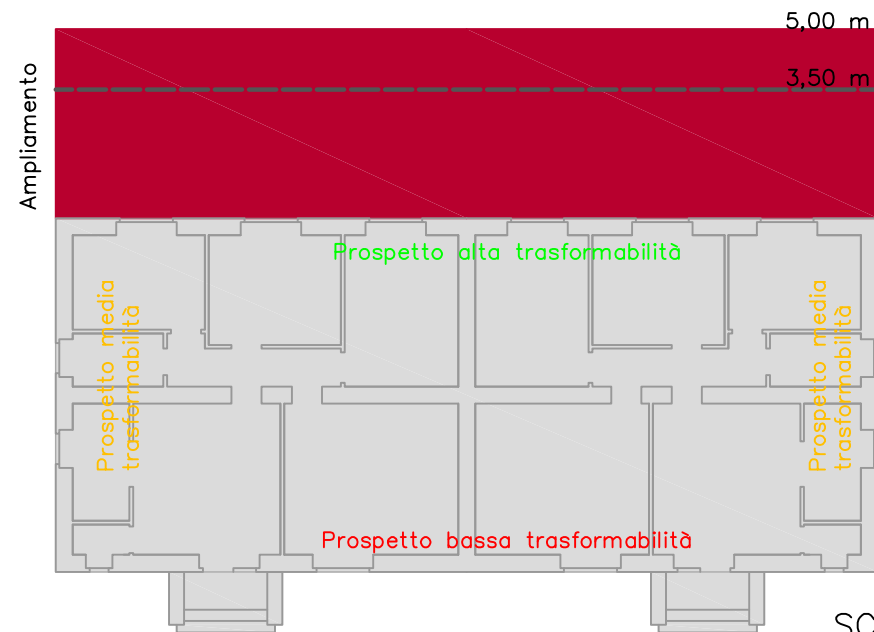 5,00 m
3,50 m
Ampliamento
Prospetto alta trasformabilità
Prospetto media
trasformabilità
Prospetto media
trasformabilità
Prospetto bassa trasformabilità